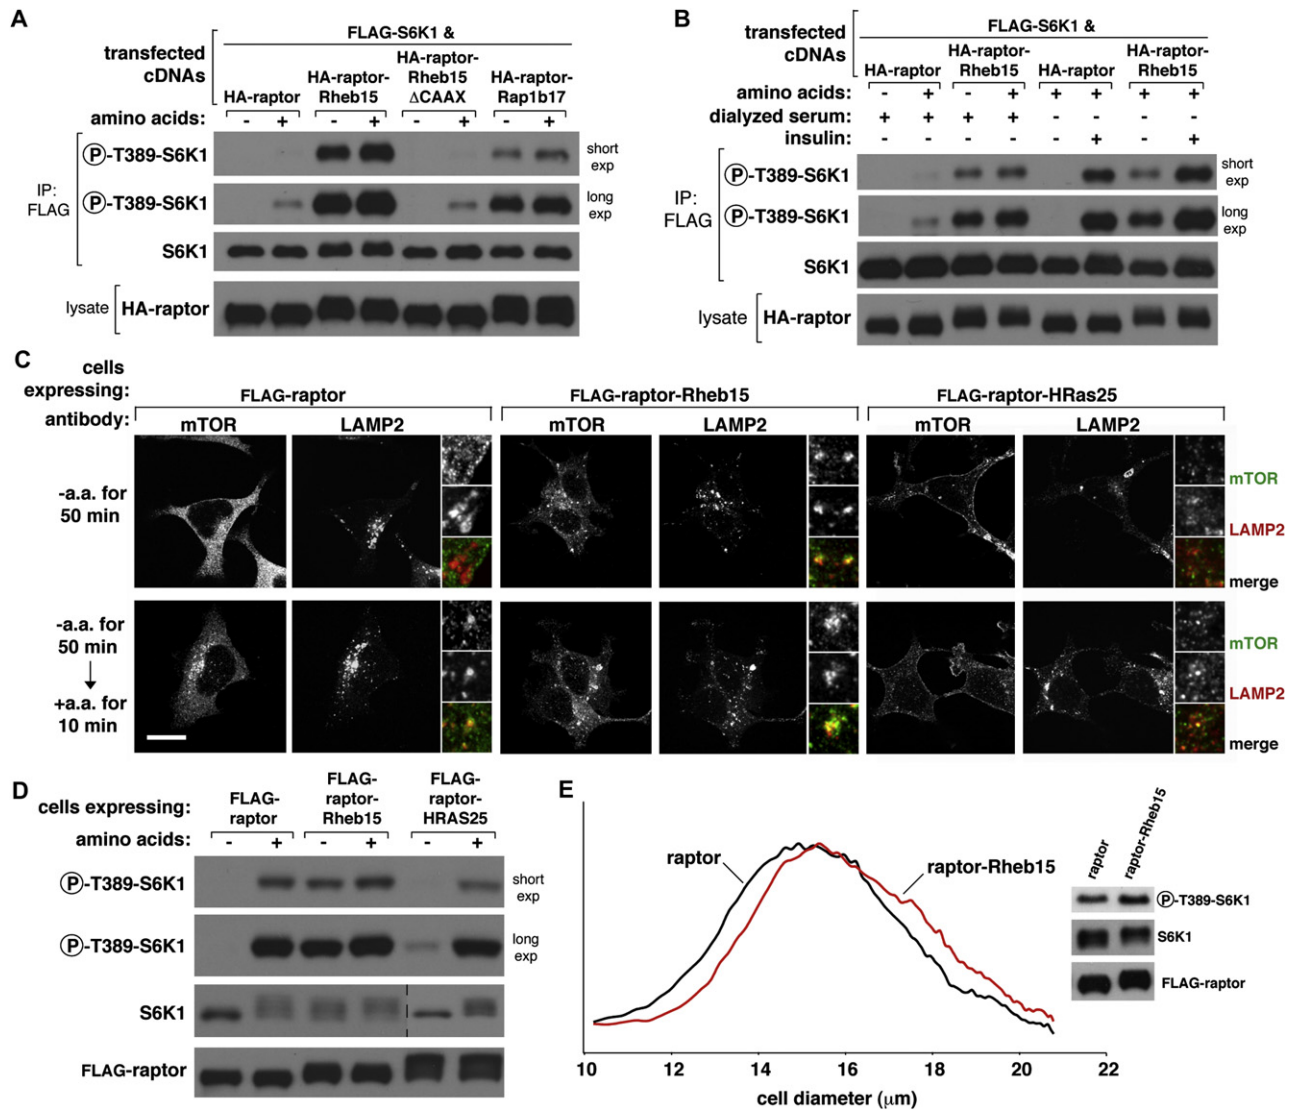 A
FLAG-S6K1 &
transfected
cDNAs
HA-raptor
HA-raptor-
Rheb15
HA-raptor-
Rheb15
ΔCAAX
HA-raptor-
Rap1b17
amino acids: - + - + - + - +
IP:
FLAG
Ⓟ-T389-S6K1
short
exp
Ⓟ-T389-S6K1
long
exp
S6K1
lysate
HA-raptor
B
FLAG-S6K1 &
transfected
cDNAs
HA-raptor
HA-raptor-
Rheb15
HA-raptor
HA-raptor-
Rheb15
amino acids: - + - + + + + +
dialyzed serum: + + + + - - - -
insulin: - - - - - + - +
IP:
FLAG
Ⓟ-T389-S6K1
short
exp
Ⓟ-T389-S6K1
long
exp
S6K1
lysate
HA-raptor
C
cells
expressing:
FLAG-raptor
FLAG-raptor-Rheb15
FLAG-raptor-HRas25
antibody:
mTOR LAMP2 mTOR LAMP2 mTOR LAMP2
-a.a. for
50 min
mTOR
LAMP2
merge
-a.a. for
50 min
+a.a. for
10 min
mTOR
LAMP2
merge
D
cells expressing:
FLAG-
raptor
FLAG-
raptor-
Rheb15
FLAG-
raptor-
HRAS25
amino acids: - + - + - +
Ⓟ-T389-S6K1
short
exp
Ⓟ-T389-S6K1
long
exp
S6K1
FLAG-raptor
E
raptor
raptor-Rheb15
10 12 14 16 18 20 22
cell diameter (μm)
raptor
raptor-Rheb15
Ⓟ-T389-S6K1
S6K1
FLAG-raptor